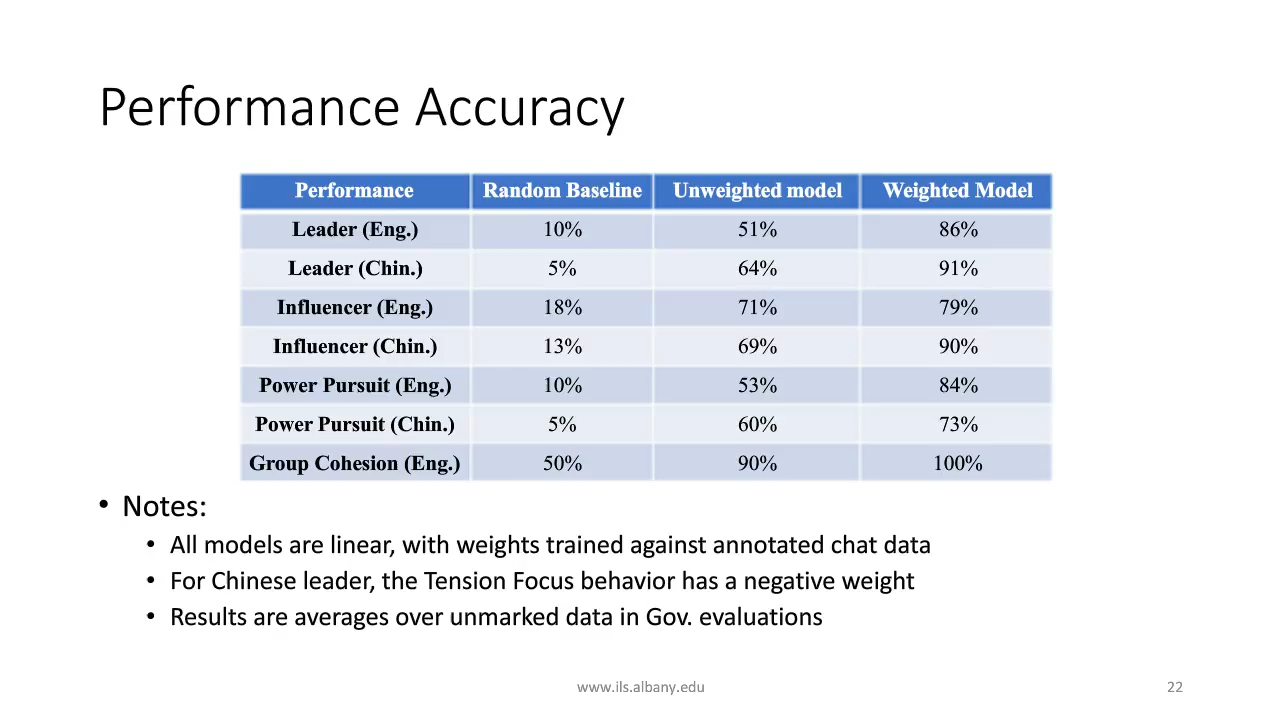 Performance Accuracy
Performance Random Baseline Unweighted model Weighted Model
Leader (Eng.) 10% 51% 86%
Leader (Chin.) 5% 64% 91%
Influencer (Eng.) 18% 71% 79%
Influencer (Chin.) 13% 69% 90%
Power Pursuit (Eng.) 10% 53% 84%
Power Pursuit (Chin.) 5% 60% 73%
Group Cohesion (Eng.) 50% 90% 100%
• Notes:
• All models are linear, with weights trained against annotated chat data
• For Chinese leader, the Tension Focus behavior has a negative weight
• Results are averages over unmarked data in Gov. evaluations
www.ils.albany.edu 22